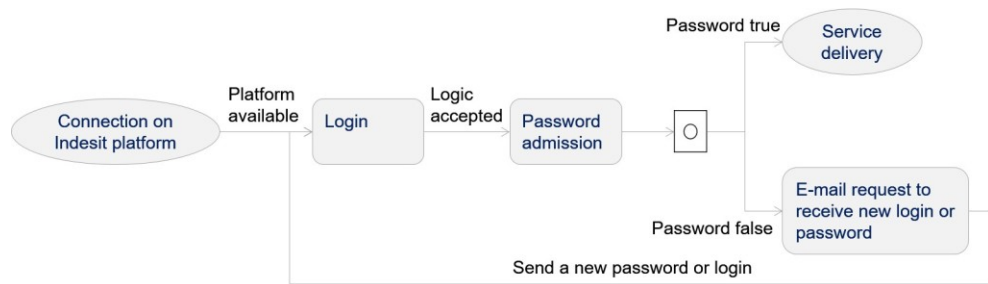 Password true
Service
delivery
Platform
available
Logic
accepted
Connection on
Indesit platform
Login
Password
admission
E-mail request to
receive new login or
password
Password false
Send a new password or login